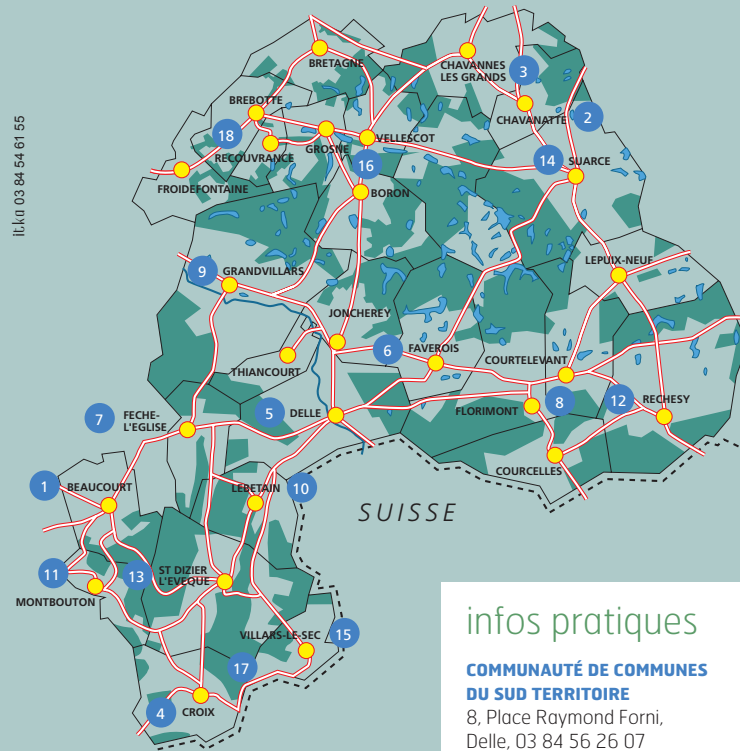 BRETAGNE
CHAVANNES
LES GRANDS
3
BREBOTTE
CHAVANATTE
2
18
GROSNE
VELLESCOT
RECOUVRANCE
16
14
SUARCE
FROIDEFONTAINE
BORON
it.ka 03 84 54 61 55
9
GRANDVILLARS
LEPUIX-NEUF
JONCHEREY
6
FAVEROIS
THIANCOURT
COURTELEVANT
7
FECHE-
L'EGLISE
5
DELLE
FLORIMONT
8
12
RECHESY
COURCELLES
1
BEAUCOURT
LEBETAIN
10
SUISSE
11
13
ST DIZIER
L'EVEQUE
MONTBOUTON
VILLARS-LE-SEC
15
17
4
CROIX
infos pratiques
COMMUNAUTÉ DE COMMUNES
DU SUD TERRITOIRE
8, Place Raymond Forni,
Delle, 03 84 56 26 07